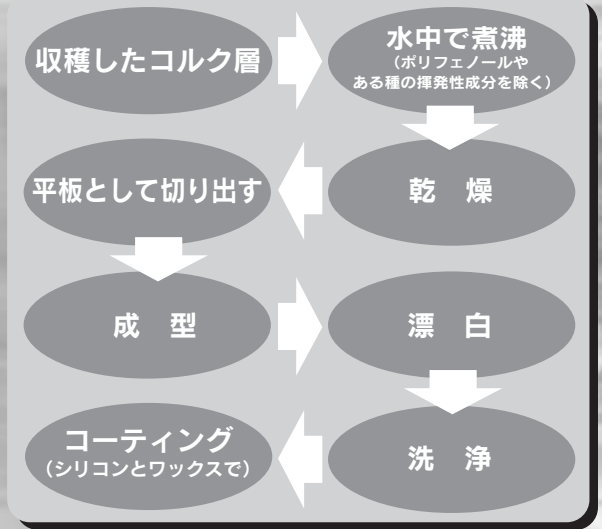 収穫したコルク層
水中で煮沸
（ポリフェノールや
ある種の揮発性成分を除く）
乾　燥
平板として切り出す
成　型
漂　白
洗　浄
コーティング
（シリコンとワックスで）